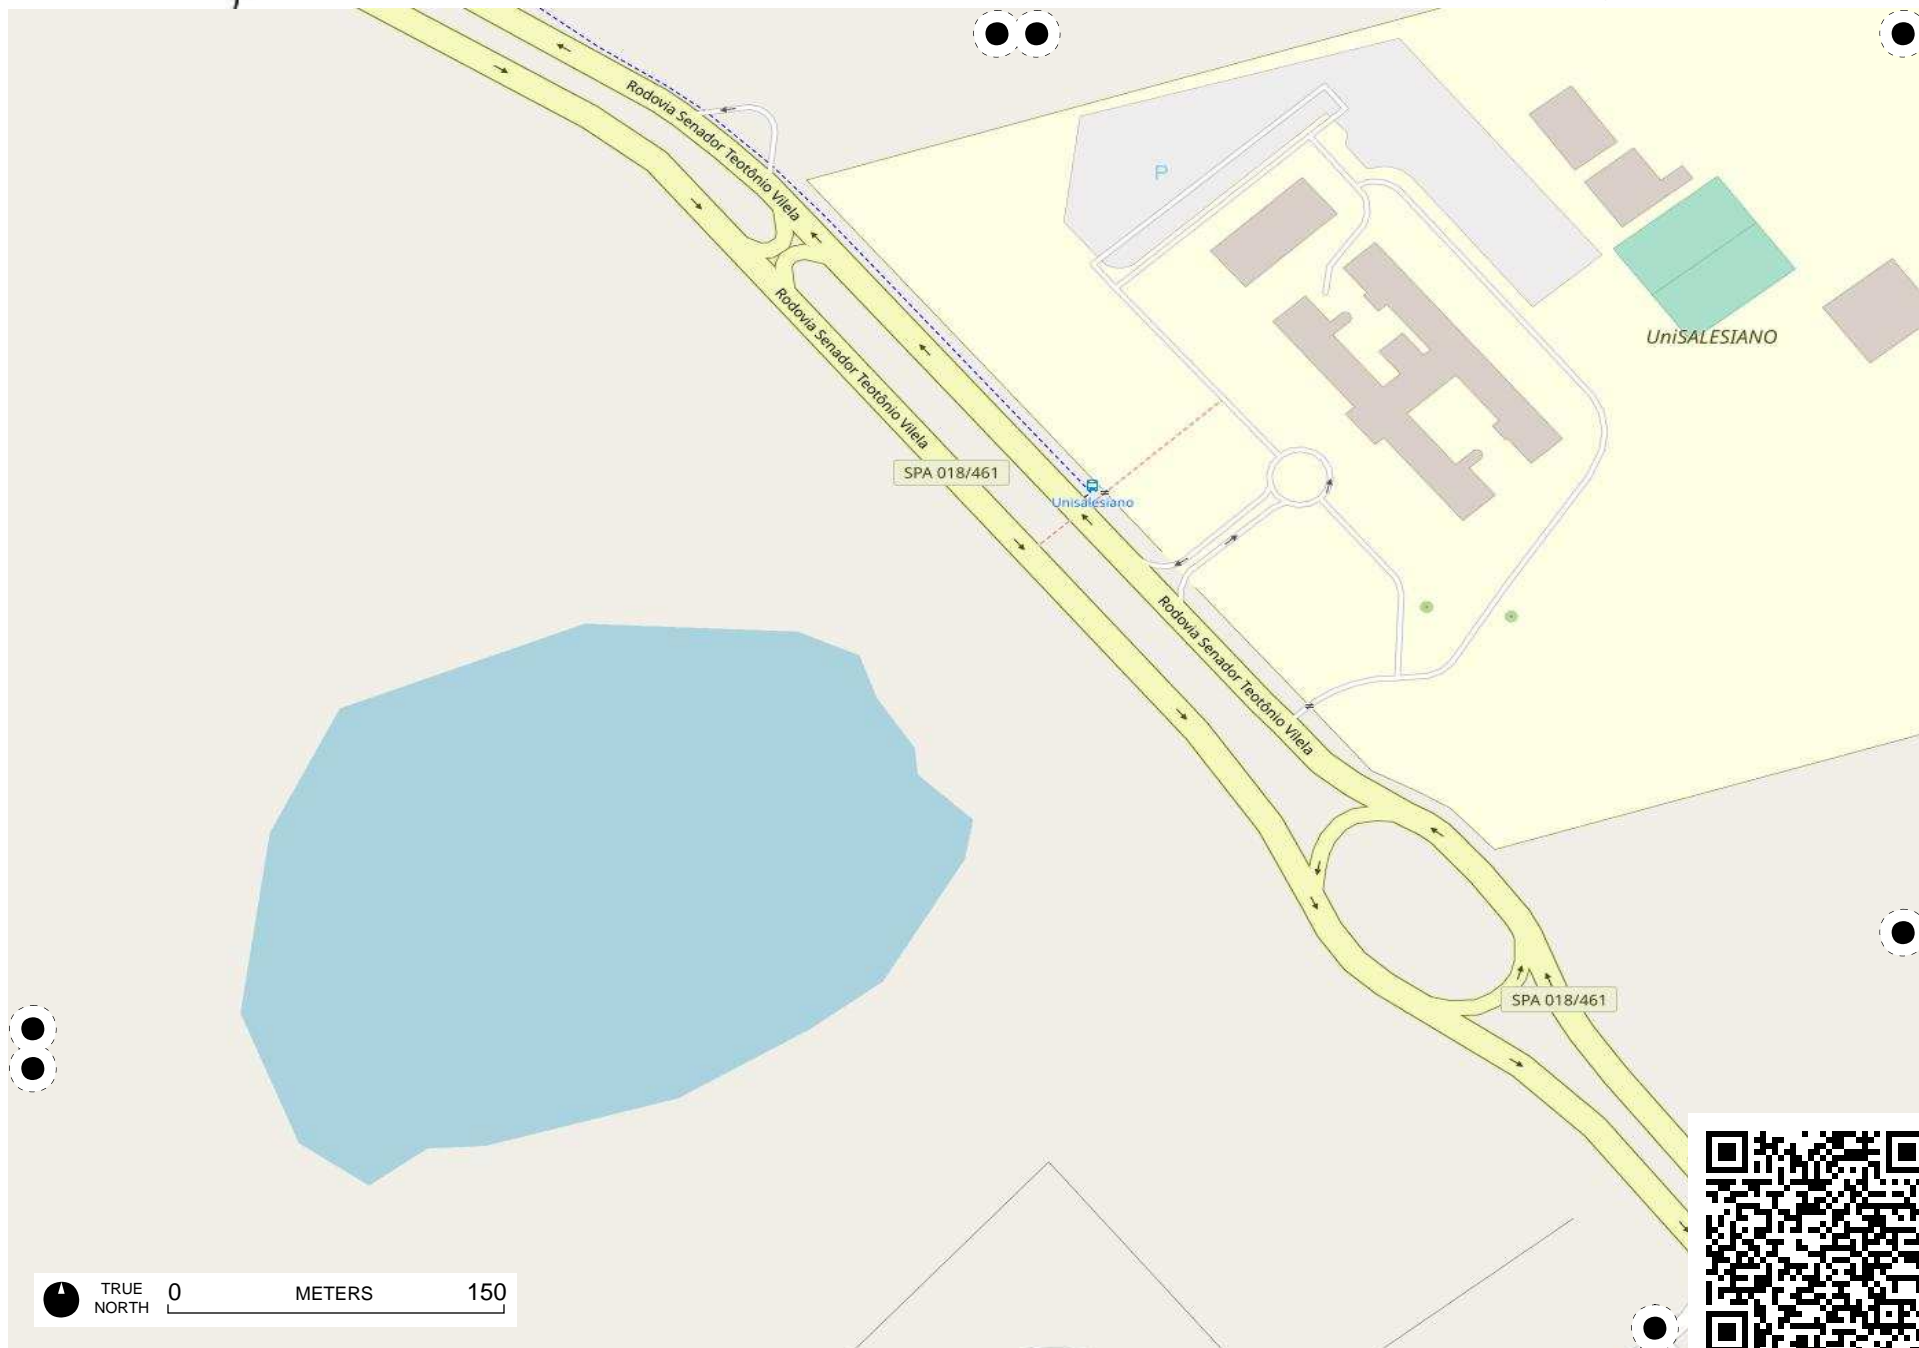 Rodovia Senador Teotônio Vilela
P
Rodovia Senador Teotônio Vilela
UniSALESIANO
SPA 018/461
Unisalesiano
Rodovia Senador Teotônio Vilela
SPA 018/461
TRUE
NORTH
0 METERS 150